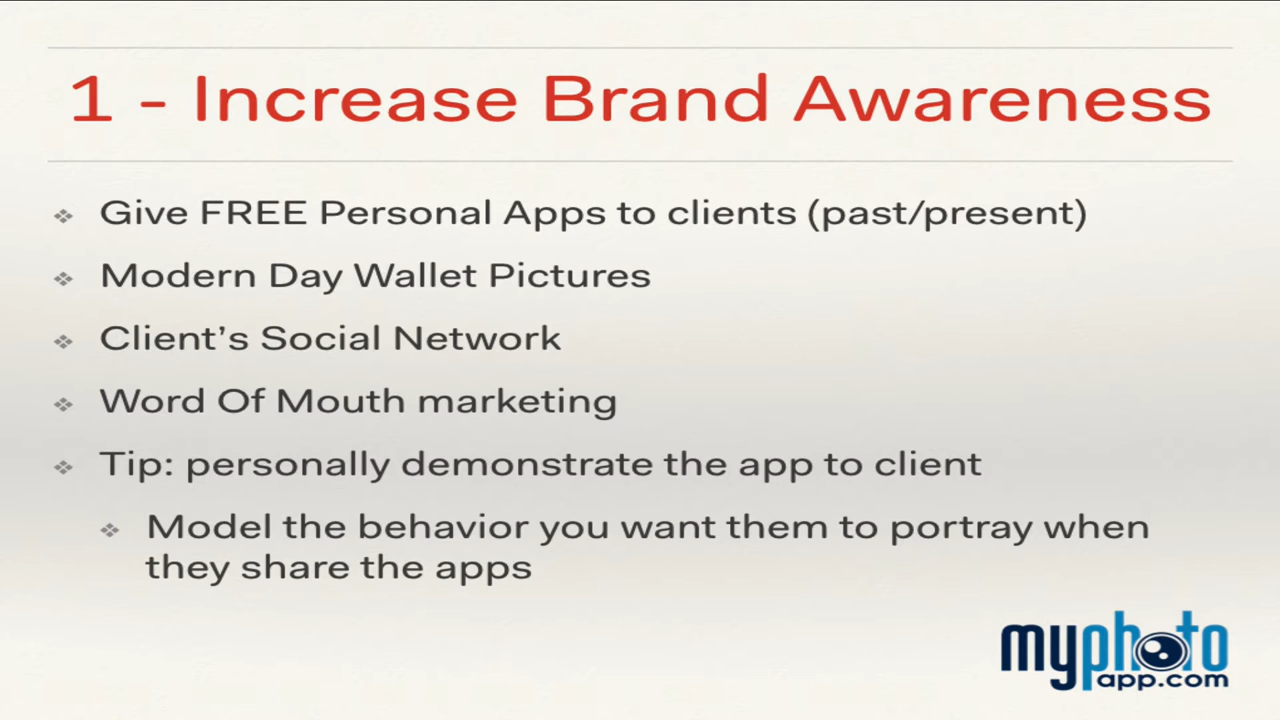 1 - Increase Brand Awareness
❖ Give FREE Personal Apps to clients (past/present)
❖ Modern Day Wallet Pictures
❖ Client’s Social Network
❖ Word Of Mouth marketing
❖ Tip: personally demonstrate the app to client
❖ Model the behavior you want them to portray when
they share the apps
myphoto
app.com